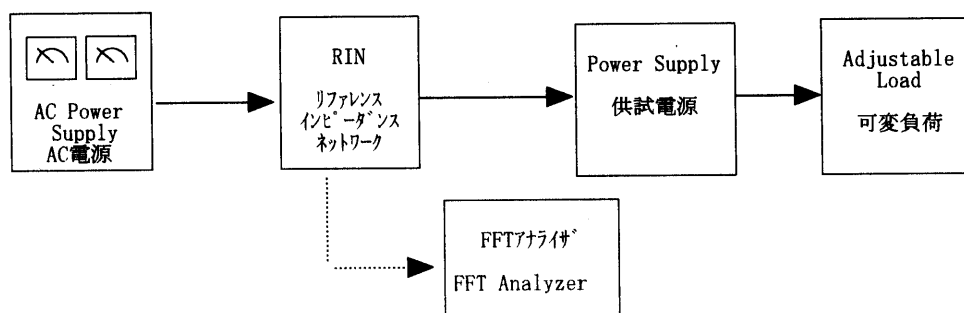 AC Power
Supply
AC電源
RIN
リファレンス
インピーダンス
ネットワーク
Power Supply
供試電源
Adjustable
Load
可変負荷
FFTアナライザ
FFT Analyzer